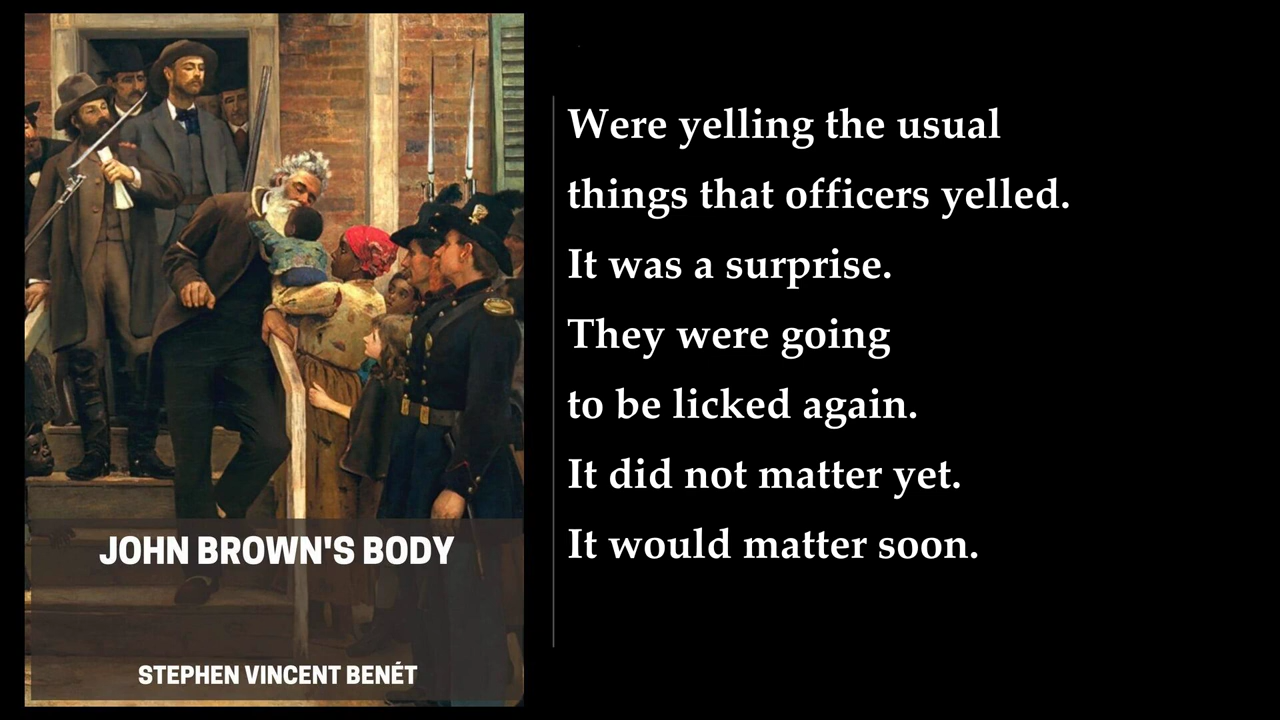 JOHN BROWN'S BODY
STEPHEN VINCENT BENÉT
Were yelling the usual
things that officers yelled.
It was a surprise.
They were going
to be licked again.
It did not matter yet.
It would matter soon.